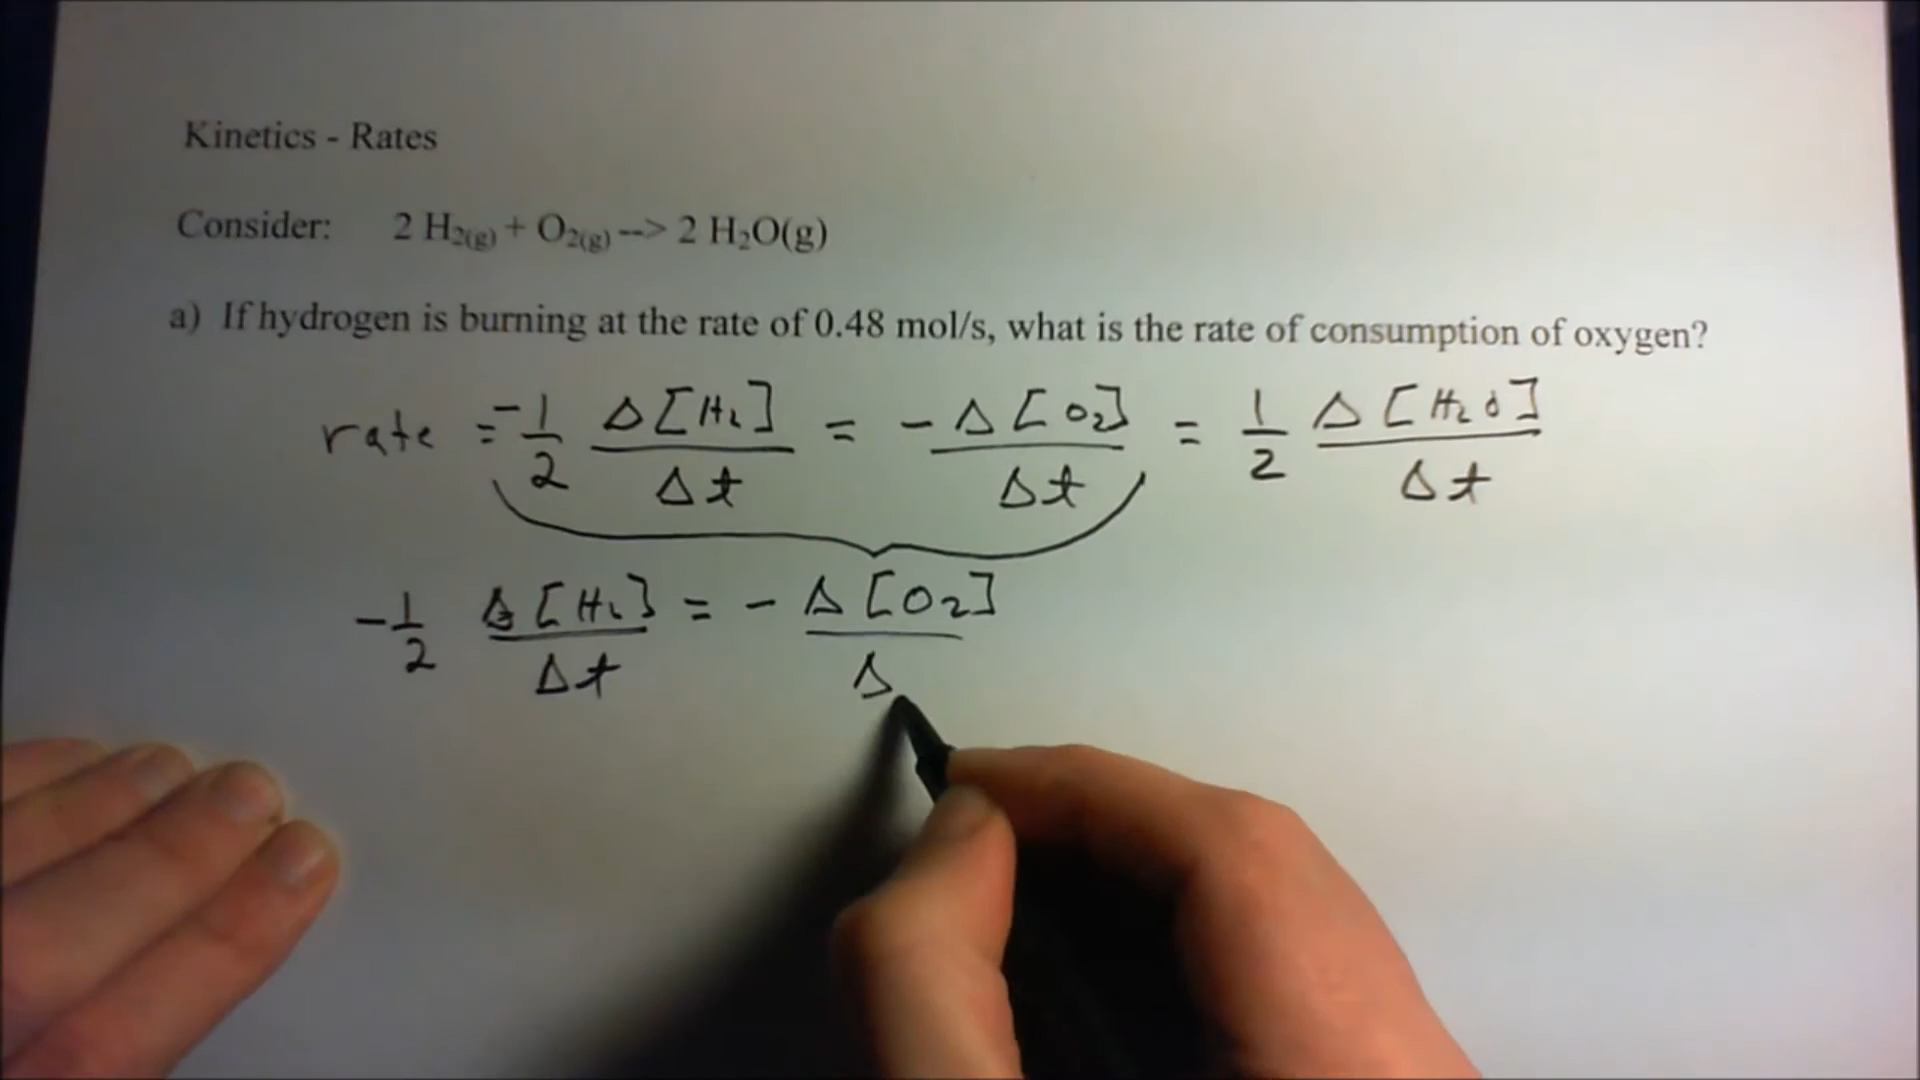 Kinetics - Rates
Consider: 2 H₂(g) + O₂(g) --> 2 H₂O(g)
a) If hydrogen is burning at the rate of 0.48 mol/s, what is the rate of consumption of oxygen?
rate = -1/2 Δ[H₂]/Δt = - Δ[O₂]/Δt = 1/2 Δ[H₂O]/Δt
-1/2 Δ[H₂]/Δt = - Δ[O₂]/Δ